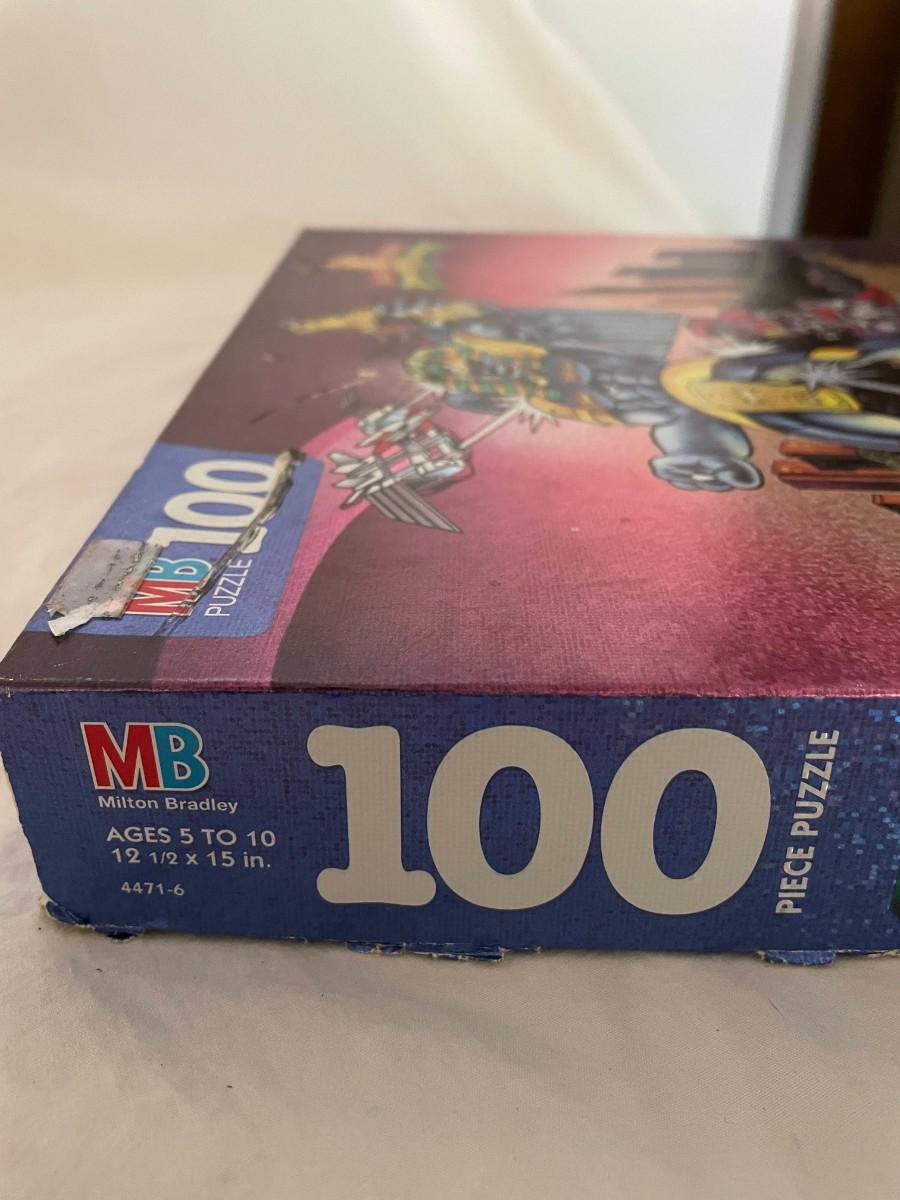 MB 100
PUZZLE
MB
Milton Bradley
AGES 5 TO 10
12 1/2 X 15 in.
4471-6
100
PIECE PUZZLE